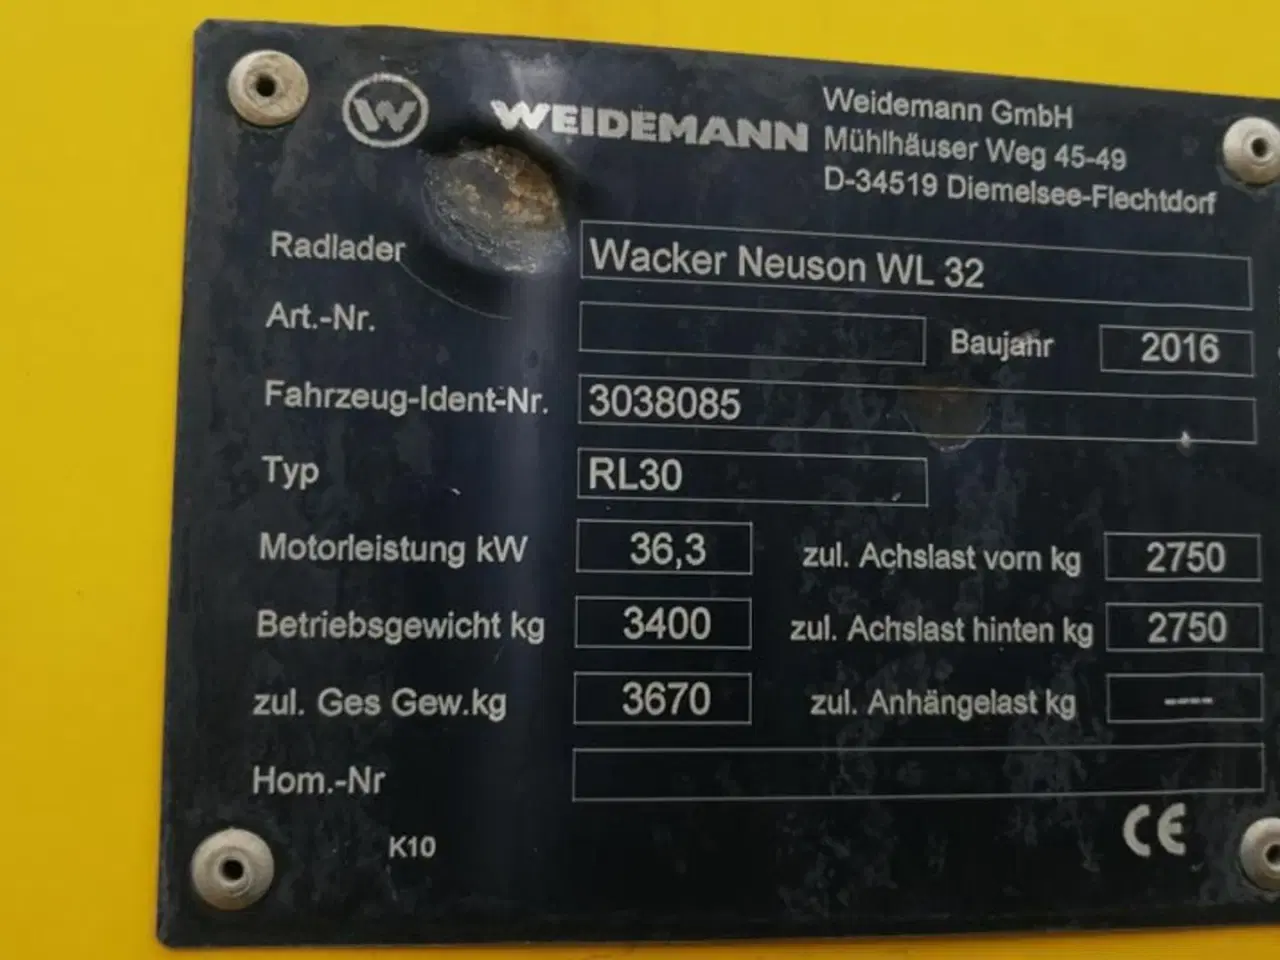 W WEIDEMANN
Weidemann GmbH
Mühlhäuser Weg 45-49
D-34519 Diemelsee-Flechtdorf
Radlader Wacker Neuson WL 32
Art.-Nr. Baujahr 2016
Fahrzeug-Ident-Nr. 3038085
Typ RL30
Motorleistung kW 36,3 zul. Achslast vorn kg 2750
Betriebsgewicht kg 3400 zul. Achslast hinten kg 2750
zul. Ges Gew.kg 3670 zul. Anhängelast kg ----
Hom.-Nr
K10 CE